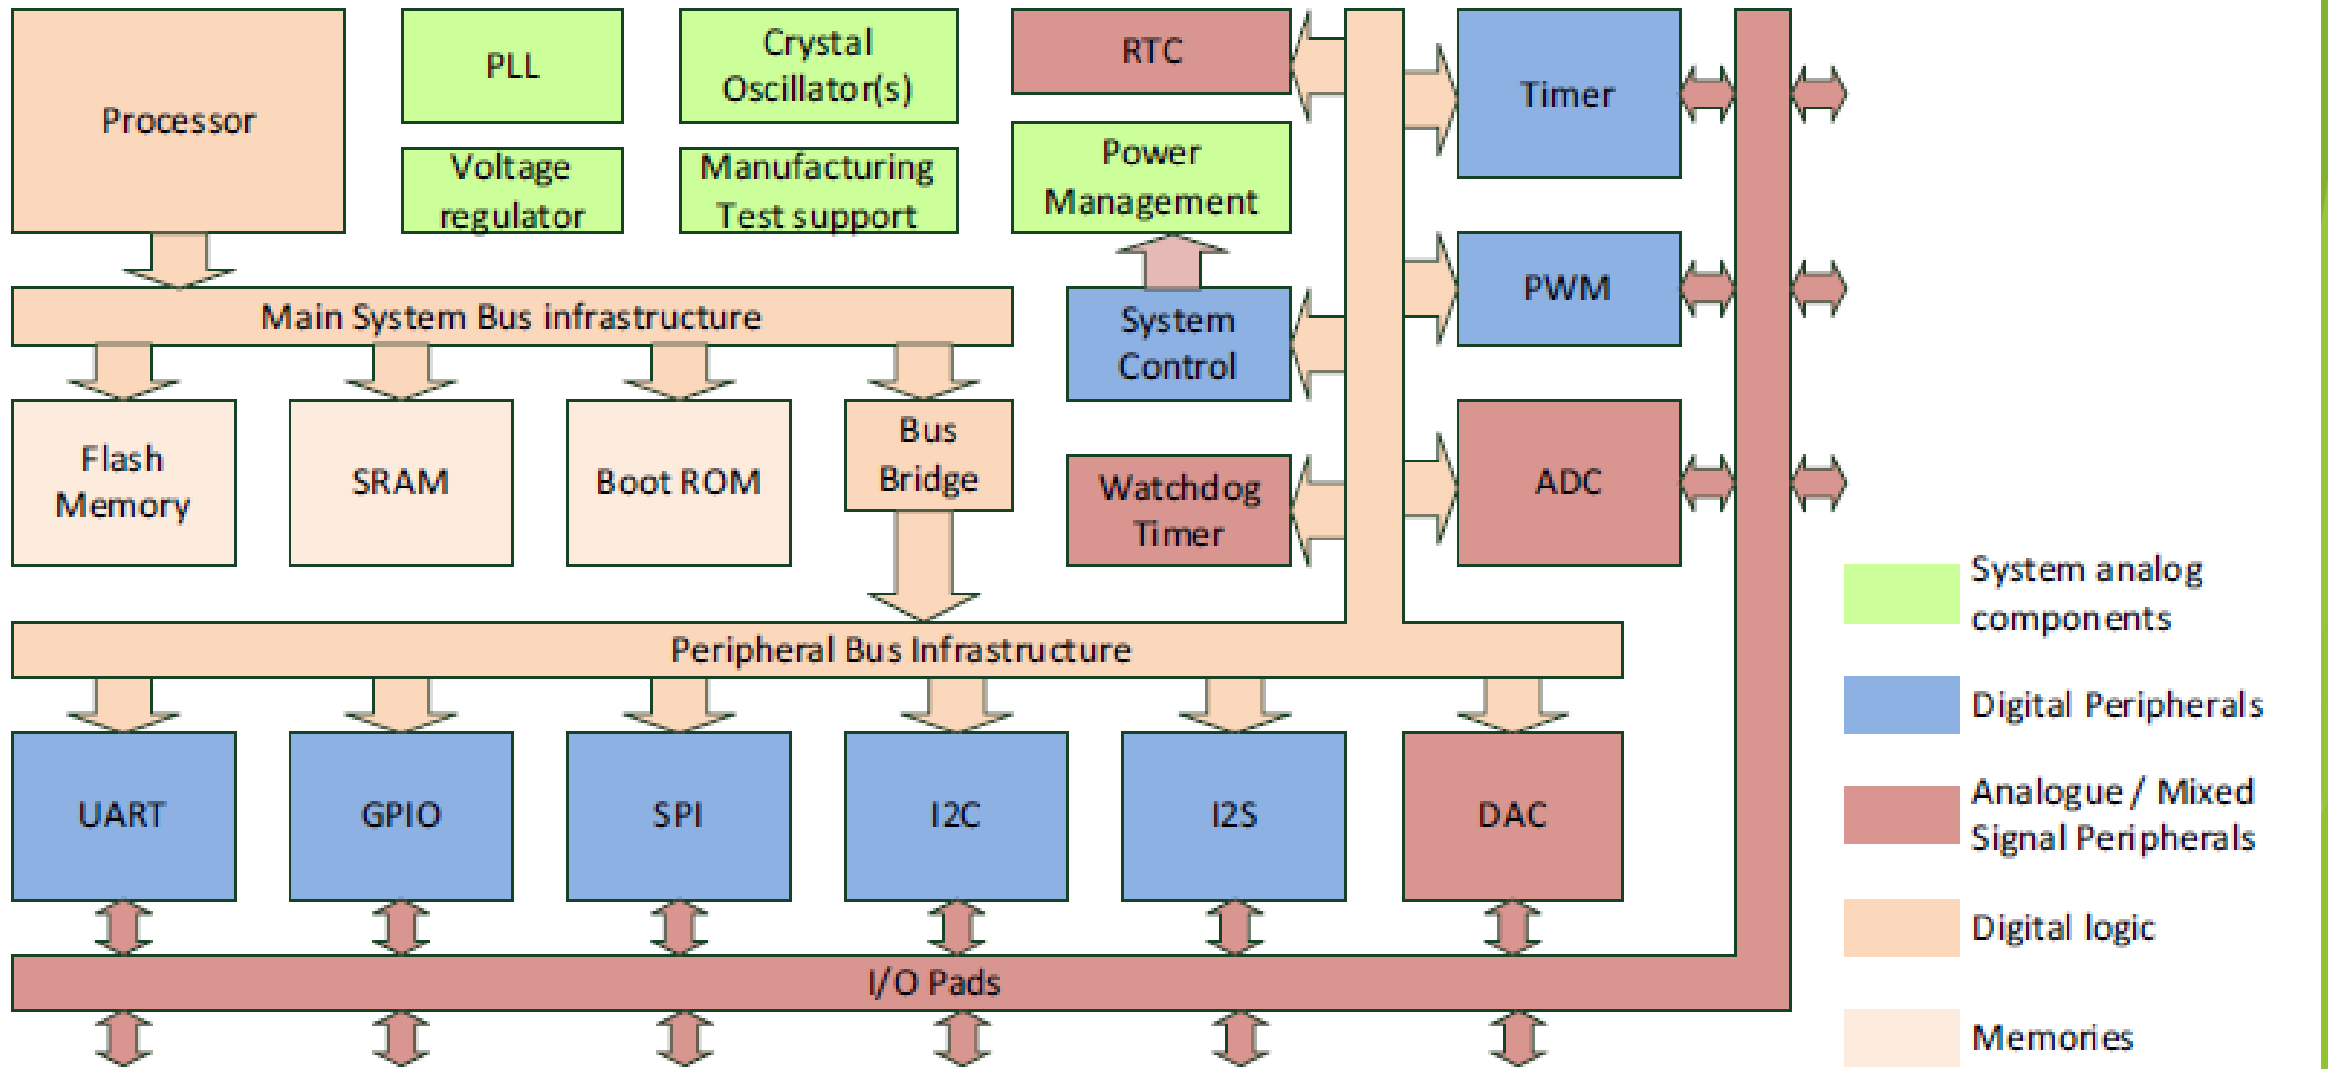 Processor
PLL
Crystal
Oscillator(s)
RTC
Timer
Voltage
regulator
Manufacturing
Test support
Power
Management
Main System Bus infrastructure
System
Control
PWM
Flash
Memory
SRAM
Boot ROM
Bus
Bridge
Watchdog
Timer
ADC
Peripheral Bus Infrastructure
UART
GPIO
SPI
I2C
I2S
DAC
I/O Pads
System analog
components
Digital Peripherals
Analogue / Mixed
Signal Peripherals
Digital logic
Memories